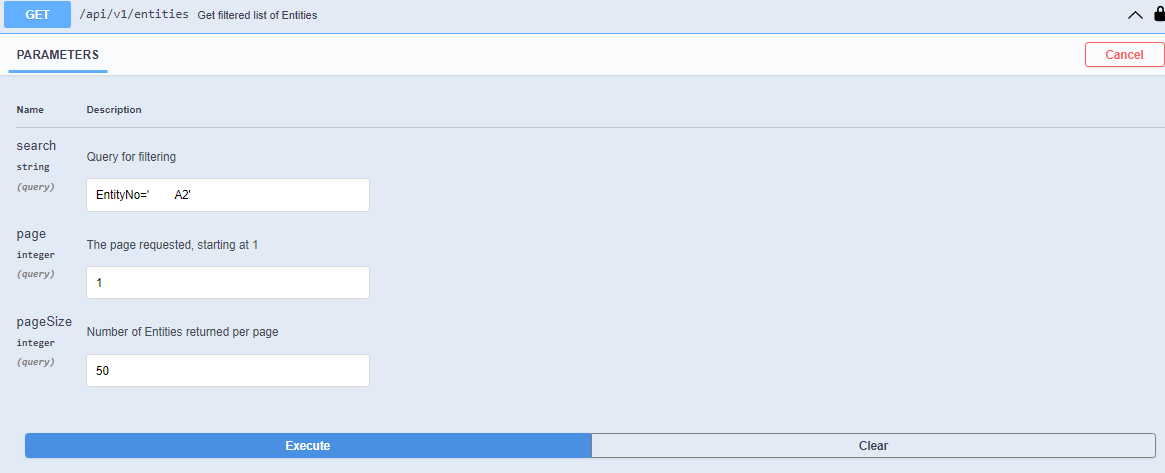 GET /api/v1/entities Get filtered list of Entities
PARAMETERS Cancel
Name Description
search
string
(query)
Query for filtering
EntityNo='        A2'
page
integer
(query)
The page requested, starting at 1
1
pageSize
integer
(query)
Number of Entities returned per page
50
Execute Clear